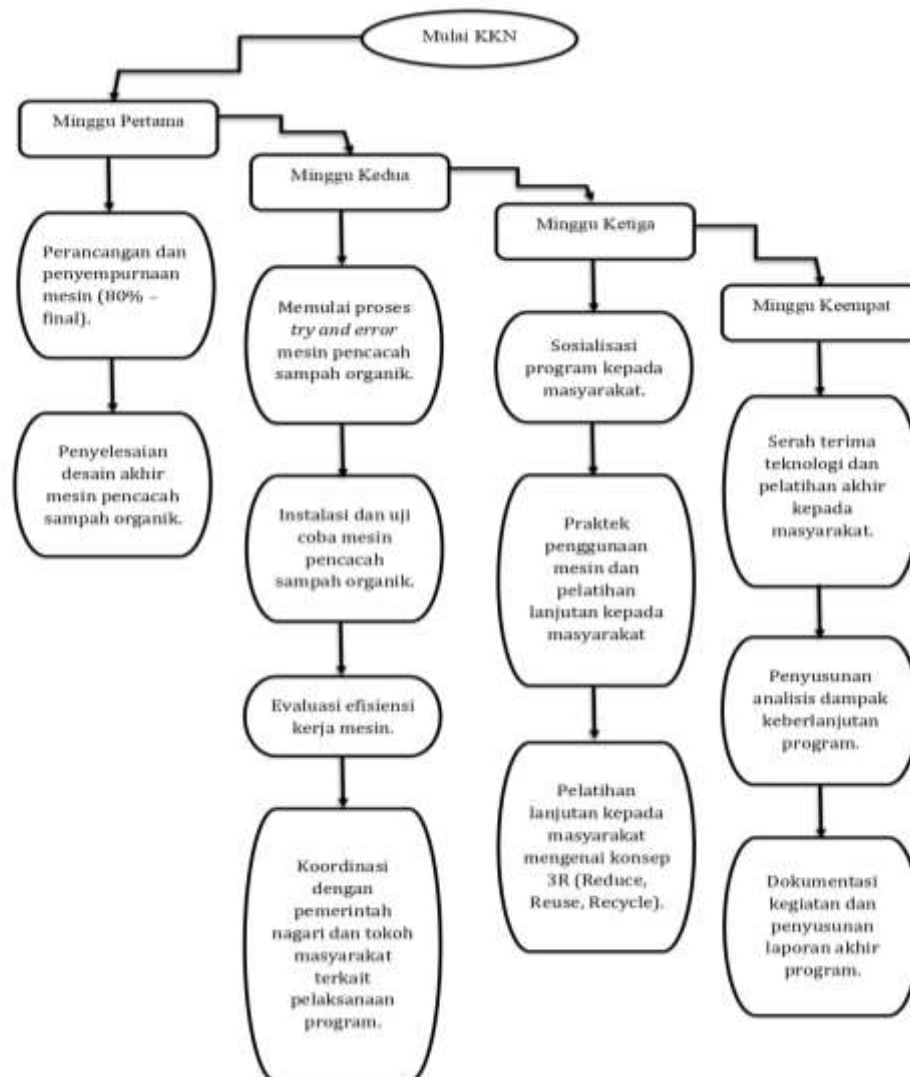 Mulai KKN
Minggu Pertama
Perancangan dan
penyempurnaan
mesin (80% –
final).
Penyelesaian
desain akhir
mesin pencacah
sampah organik.
Minggu Kedua
Memulai proses
try and error
mesin pencacah
sampah organik.
Instalasi dan uji
coba mesin
pencacah
sampah organik.
Evaluasi efisiensi
kerja mesin.
Koordinasi
dengan
pemerintah
nagari dan tokoh
masyarakat
terkait
pelaksanaan
program.
Minggu Ketiga
Sosialisasi
program kepada
masyarakat.
Praktek
penggunaan
mesin dan
pelatihan
lanjutan kepada
masyarakat
Pelatihan
lanjutan kepada
masyarakat
mengenai konsep
3R (Reduce,
Reuse, Recycle).
Minggu Keempat
Serah terima
teknologi dan
pelatihan akhir
kepada
masyarakat.
Penyusunan
analisis dampak
keberlanjutan
program.
Dokumentasi
kegiatan dan
penyusunan
laporan akhir
program.